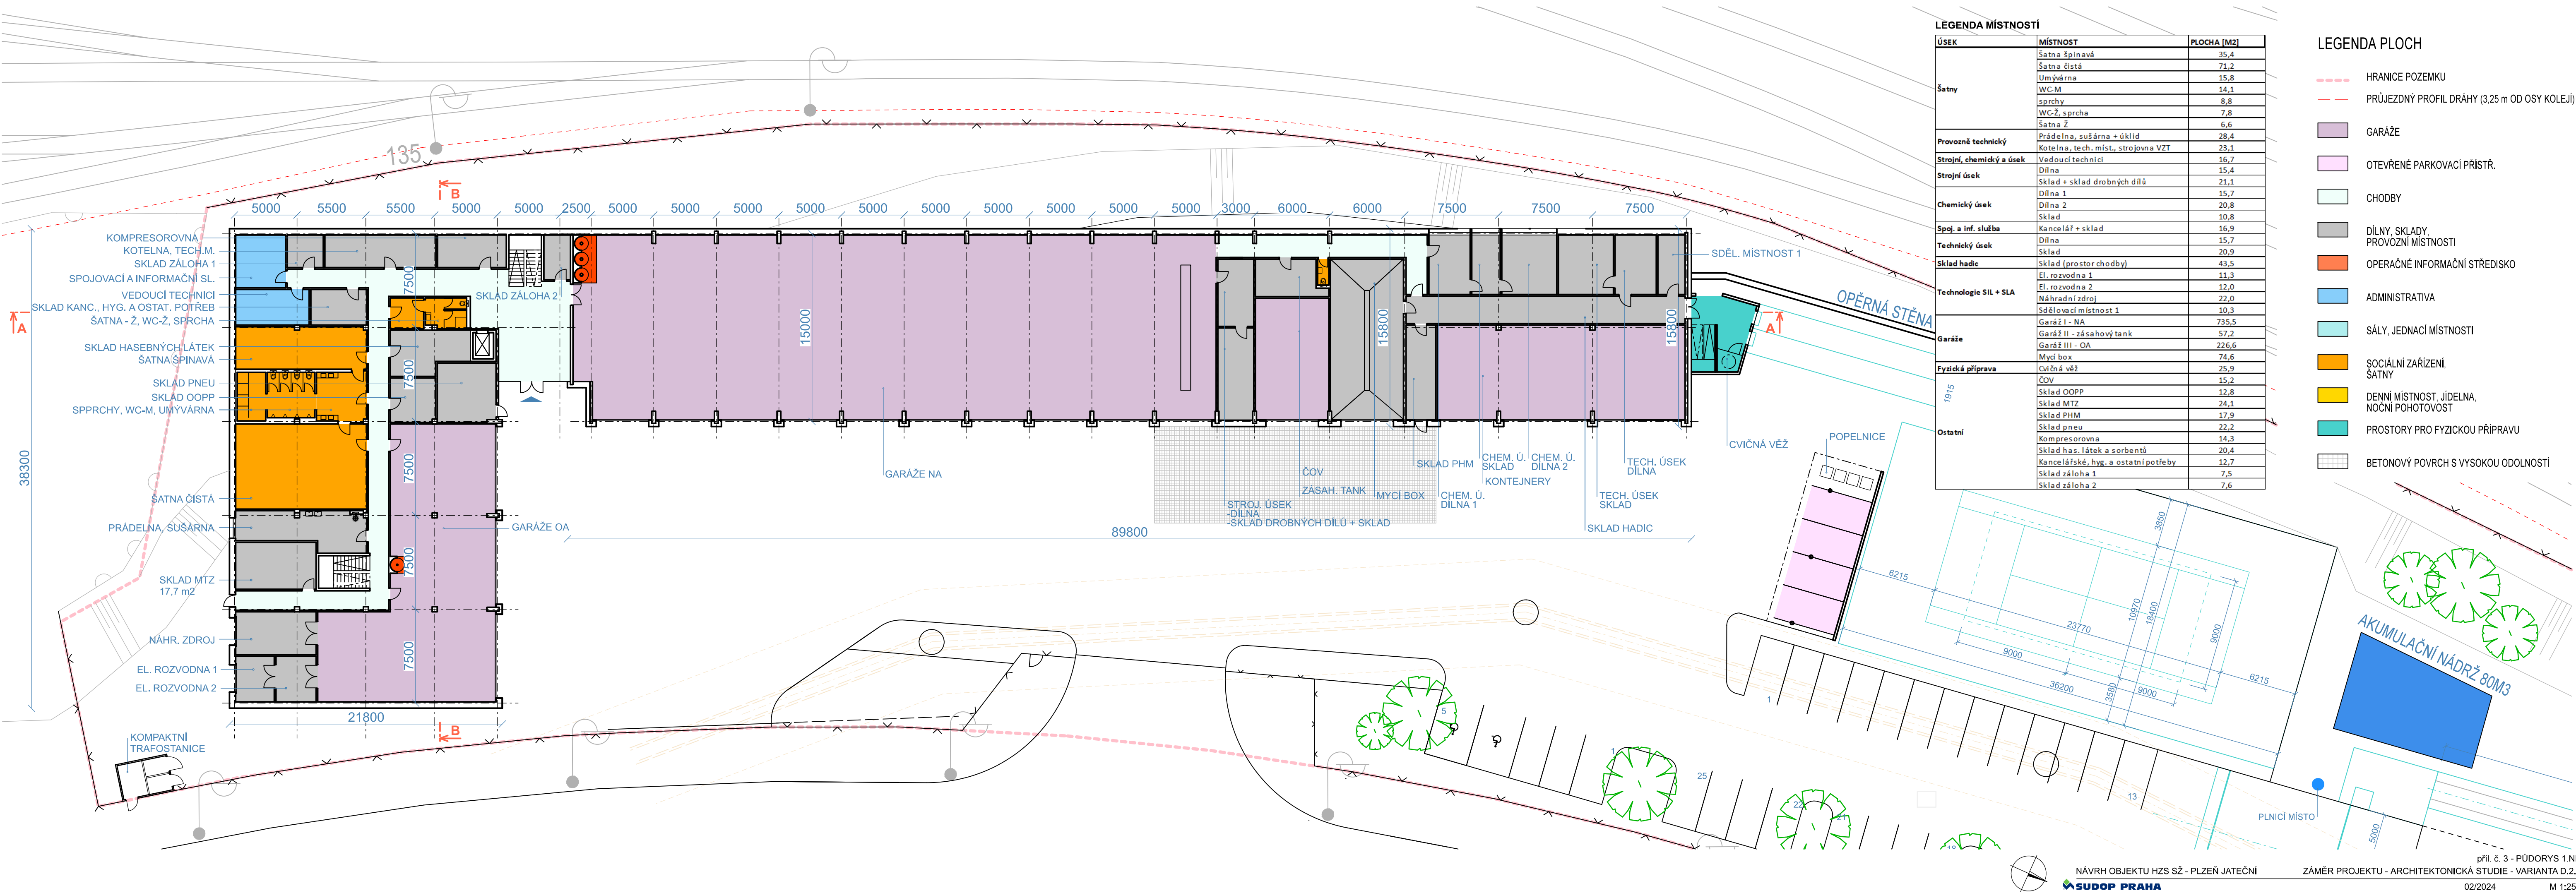 135
B
5000 5500 5500 5000 5000 2500 5000 5000 5000 5000 5000 5000 5000 5000 5000 5000 3000 6000 6000 7500 7500 7500
KOMPRESOROVNA
KOTELNA, TECH.M.
SKLAD ZÁLOHA 1
SPOJOVACÍ A INFORMAČNÍ SL.
VEDOUCÍ TECHNICI
SKLAD KANC., HYG. A OSTAT. POTŘEB
ŠATNA - Ž, WC-Ž, SPRCHA
SKLAD HASEBNÝCH LÁTEK
ŠATNA ŠPINAVÁ
SKLAD PNEU
SKLAD OOPP
SPPRCHY, WC-M, UMÝVÁRNA
ŠATNA ČISTÁ
PRÁDELNA, SUŠÁRNA
SKLAD MTZ
17,7 m2
NÁHR. ZDROJ
EL. ROZVODNA 1
EL. ROZVODNA 2
A
38300
7500
7500
7500
7500
7500
21800
B
KOMPAKTNÍ
TRAFOSTANICE
SKLAD ZÁLOHA 2
GARÁŽE OA
15000
15800
15800
GARÁŽE NA
89800
STROJ. ÚSEK
-DÍLNA
-SKLAD DROBNÝCH DÍLŮ + SKLAD
ČOV
ZÁSAH, TANK
MYCÍ BOX
SKLAD PHM
CHEM. Ú.
DÍLNA 1
CHEM. Ú.
SKLAD
KONTEJNERY
CHEM. Ú.
DÍLNA 2
TECH. ÚSEK
SKLAD
TECH. ÚSEK
DÍLNA
SKLAD HADIC
SDĚL. MÍSTNOST 1
OPĚRNÁ STĚNA
A
CVIČNÁ VĚŽ
1915
POPELNICE
6215
3850
10970
18400
23770
9000
9000
36200
3580
9000
6215
AKUMULAČNÍ NÁDRŽ 80M3
PLNICÍ MÍSTO
5000
1
13
5
1
25
22
21
18
LEGENDA MÍSTNOSTÍ
ÚSEK MÍSTNOST PLOCHA [M2]
Šatny
Šatna špinavá 35,4
Šatna čistá 71,2
Umývárna 15,8
WC-M 14,1
sprchy 8,8
WC-Ž, sprcha 7,8
Šatna Ž 6,6
Provozně technický
Prádelna, sušárna + úklid 28,4
Kotelna, tech. míst., strojovna VZT 23,1
Strojní, chemický a úsek Vedoucí technici 16,7
Strojní úsek
Dílna 15,4
Sklad + sklad drobných dílů 21,1
Chemický úsek
Dílna 1 15,7
Dílna 2 20,8
Sklad 10,8
Spoj. a inf. služba Kancelář + sklad 16,9
Technický úsek
Dílna 15,7
Sklad 20,9
Sklad hadic Sklad (prostor chodby) 43,5
Technologie SIL + SLA
El. rozvodna 1 11,3
El. rozvodna 2 12,0
Náhradní zdroj 22,0
Sdělovací místnost 1 10,3
Garáže
Garáž I - NA 735,5
Garáž II - zásahový tank 57,2
Garáž III - OA 226,6
Mycí box 74,6
Fyzická příprava Cvičná věž 25,9
Ostatní
ČOV 15,2
Sklad OOPP 12,8
Sklad MTZ 24,1
Sklad PHM 17,9
Sklad pneu 22,2
Kompresorovna 14,3
Sklad has. látek a sorbentů 20,4
Kancelářské, hyg. a ostatní potřeby 12,7
Sklad záloha 1 7,5
Sklad záloha 2 7,6
LEGENDA PLOCH
HRANICE POZEMKU
PRŮJEZDNÝ PROFIL DRÁHY (3,25 m OD OSY KOLEJÍ)
GARÁŽE
OTEVŘENÉ PARKOVACÍ PŘÍSTŘ.
CHODBY
DÍLNY, SKLADY,
PROVOZNÍ MÍSTNOSTI
OPERAČNĚ INFORMAČNÍ STŘEDISKO
ADMINISTRATIVA
SÁLY, JEDNACÍ MÍSTNOSTI
SOCIÁLNÍ ZAŘÍZENÍ,
ŠATNY
DENNÍ MÍSTNOST, JÍDELNA,
NOČNÍ POHOTOVOST
PROSTORY PRO FYZICKOU PŘÍPRAVU
BETONOVÝ POVRCH S VYSOKOU ODOLNOSTÍ
příl. č. 3 - PŮDORYS 1.N
NÁVRH OBJEKTU HZS SŽ - PLZEŇ JATEČNÍ ZÁMĚR PROJEKTU - ARCHITEKTONICKÁ STUDIE - VARIANTA D.2
SUDOP PRAHA 02/2024 M 1:25